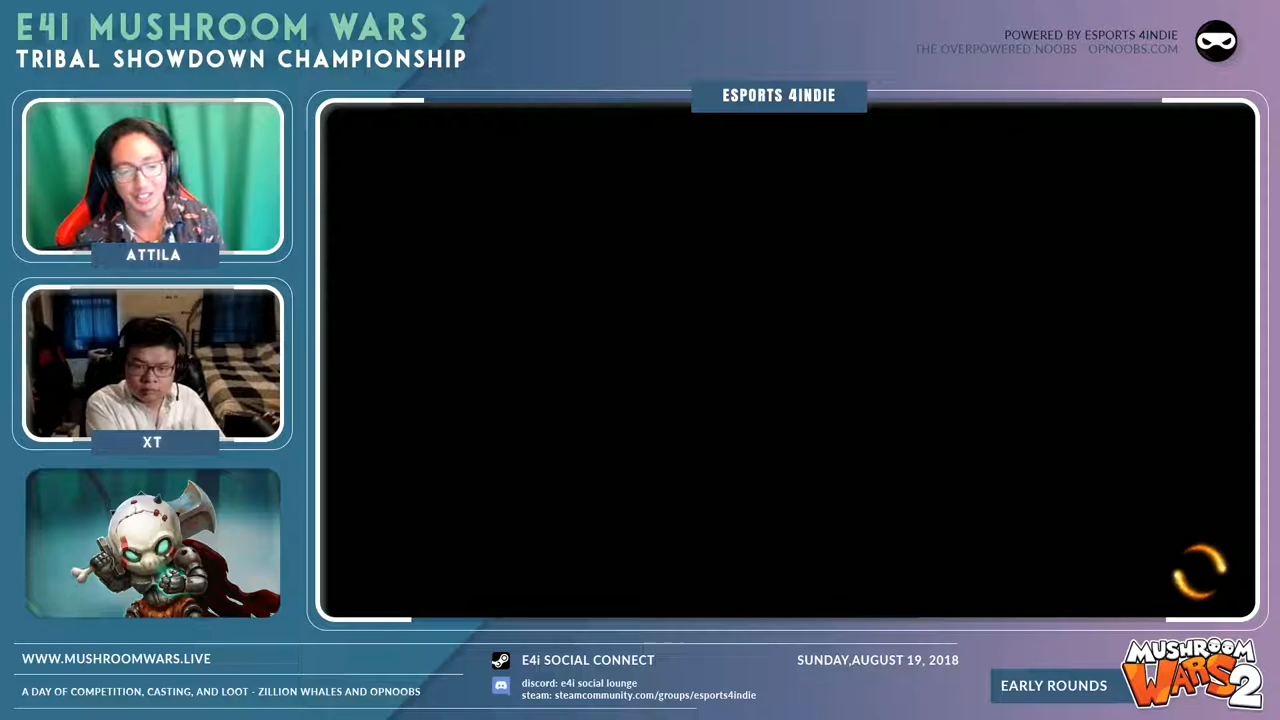 E4I MUSHROOM WARS 2
TRIBAL SHOWDOWN CHAMPIONSHIP
POWERED BY ESPORTS 4INDIE
THE OVERPOWERED NOOBS OPNOOBS.COM
ESPORTS 4INDIE
ATTILA
XT
WWW.MUSHROOMWARS.LIVE
A DAY OF COMPETITION, CASTING, AND LOOT - ZILLION WHALES AND OPNOOBS
E4i SOCIAL CONNECT
discord: e4i social lounge
steam: steamcommunity.com/groups/esports4indie
SUNDAY,AUGUST 19, 2018
EARLY ROUNDS
MUSHROOM
WARS 2